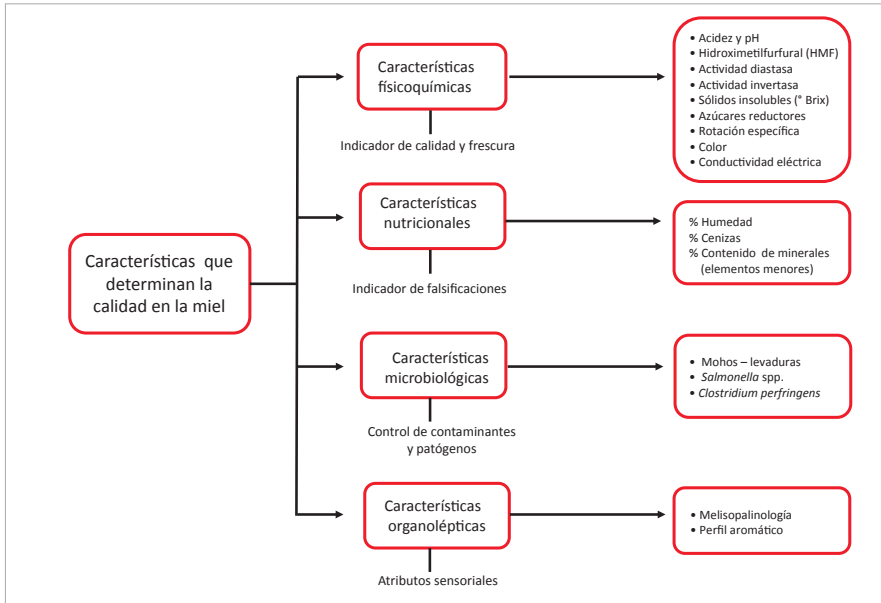 Características que
determinan la
calidad en la miel
Características
físicoquímicas
Indicador de calidad y frescura
• Acidez y pH
• Hidroximetilfurfural (HMF)
• Actividad diastasa
• Actividad invertasa
• Sólidos insolubles (° Brix)
• Azúcares reductores
• Rotación específica
• Color
• Conductividad eléctrica
Características
nutricionales
Indicador de falsificaciones
% Humedad
% Cenizas
% Contenido de minerales
(elementos menores)
Características
microbiológicas
Control de contaminantes
y patógenos
• Mohos – levaduras
• Salmonella spp.
• Clostridium perfringens
Características
organolépticas
Atributos sensoriales
• Melisopalinología
• Perfil aromático